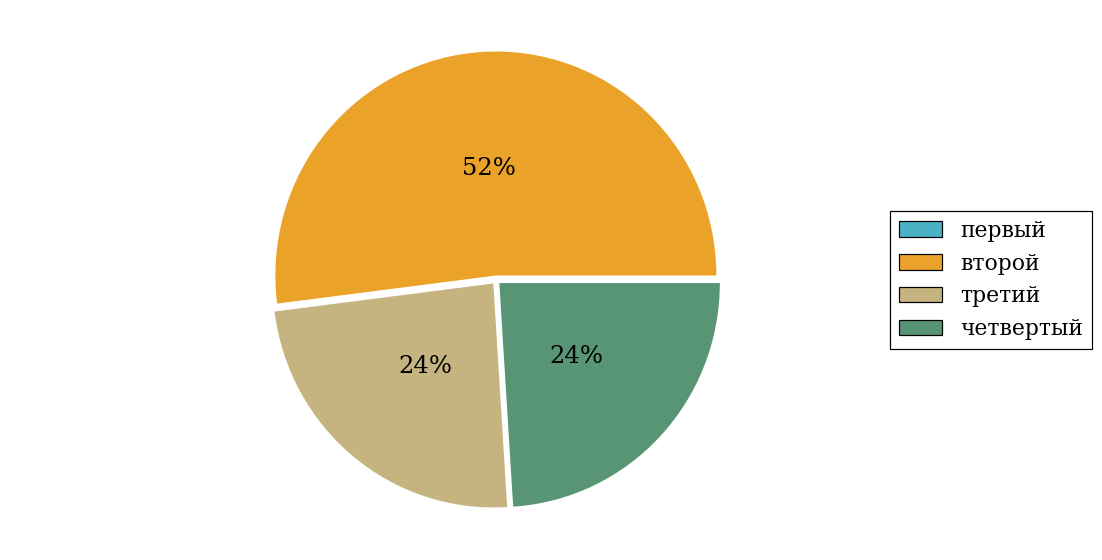 52%
24%
24%
первый
второй
третий
четвертый